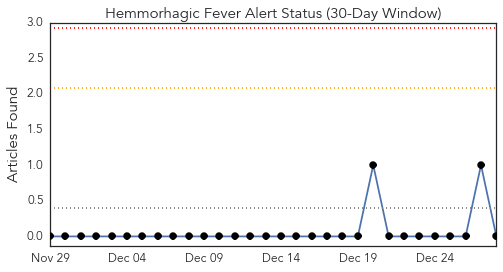 Hemmorhagic Fever Alert Status (30-Day Window)
Articles Found
3.0
2.5
2.0
1.5
1.0
0.5
0.0
Nov 29 Dec 04 Dec 09 Dec 14 Dec 19 Dec 24